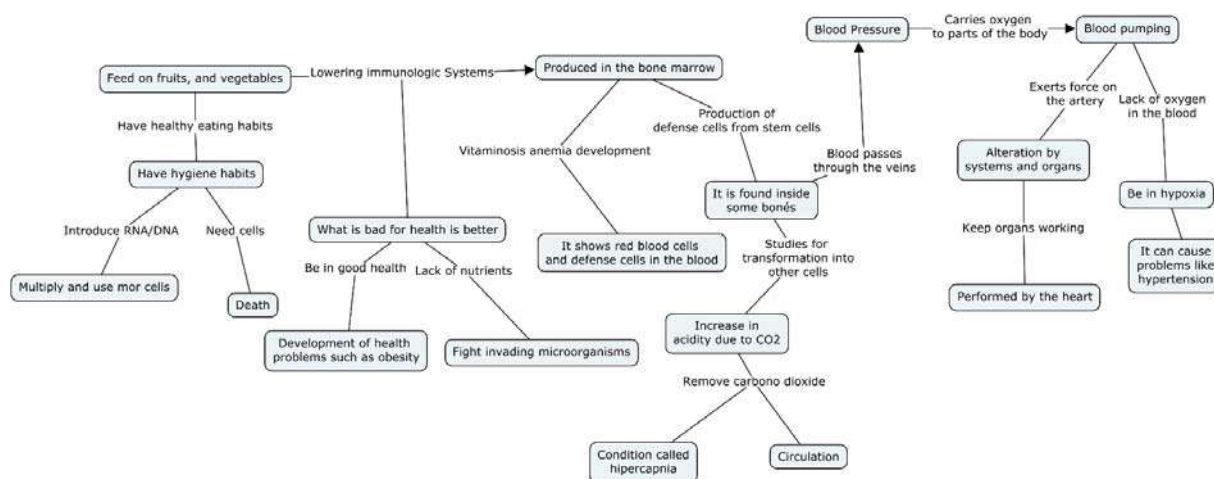 Blood Pressure
Carries oxygen
to parts of the body
Blood pumping
Feed on fruits, and vegetables
Lowering immunologic Systems
Produced in the bone marrow
Exerts force on
the artery
Lack of oxygen
in the blood
Have healthy eating habits
Production of
defense cells from stem cells
Vitaminosis anemia development
Blood passes
through the veins
Alteration by
systems and organs
Have hygiene habits
It is found inside
some bonés
Be in hypoxia
Introduce RNA/DNA
Need cells
What is bad for health is better
Keep organs working
It shows red blood cells
and defense cells in the blood
Studies for
transformation into
other cells
It can cause
problems like
hypertension
Be in good health
Lack of nutrients
Multiply and use mor cells
Death
Performed by the heart
Development of health
problems such as obesity
Fight invading microorganisms
Increase in
acidity due to CO2
Remove carbono dioxide
Condition called
hipercapnia
Circulation